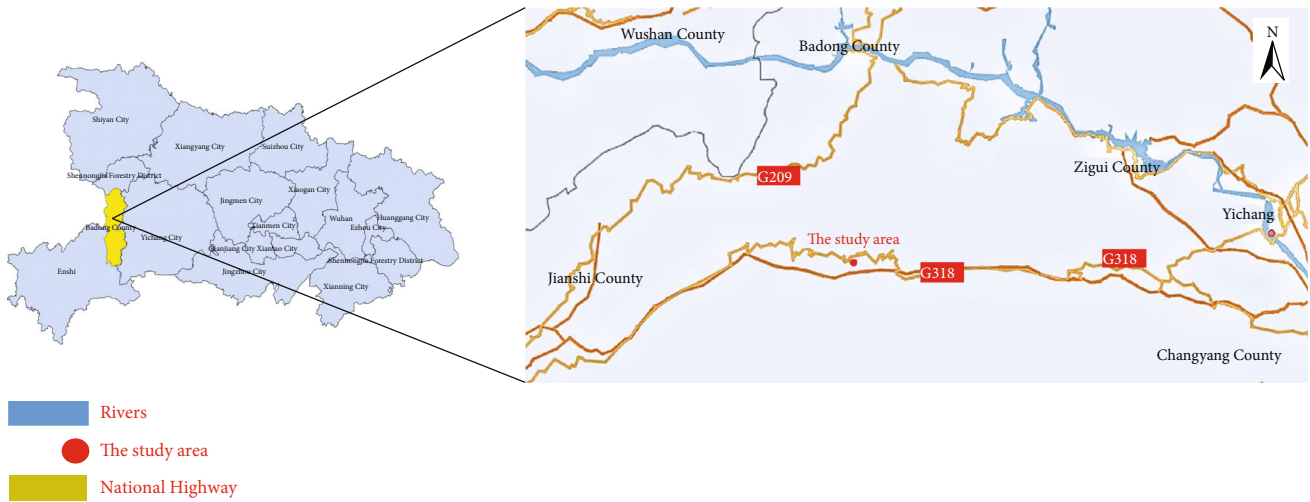 Shiyan City
Xiangyang City
Suizhou City
Shennongjia Forestry District
Xiaogan City
Jingmen City
Wuhan
Huanggang City
Badong County
Yichang City
Tianmen City
Ezhou City
Qianjiang City
Xiantao City
Shennongjia Forestry District
Enshi
Jingzhou City
Xianning City
Wushan County
Badong County
N
Zigui County
G209
Yichang
The study area
Jianshi County
G318
G318
Changyang County
Rivers
The study area
National Highway